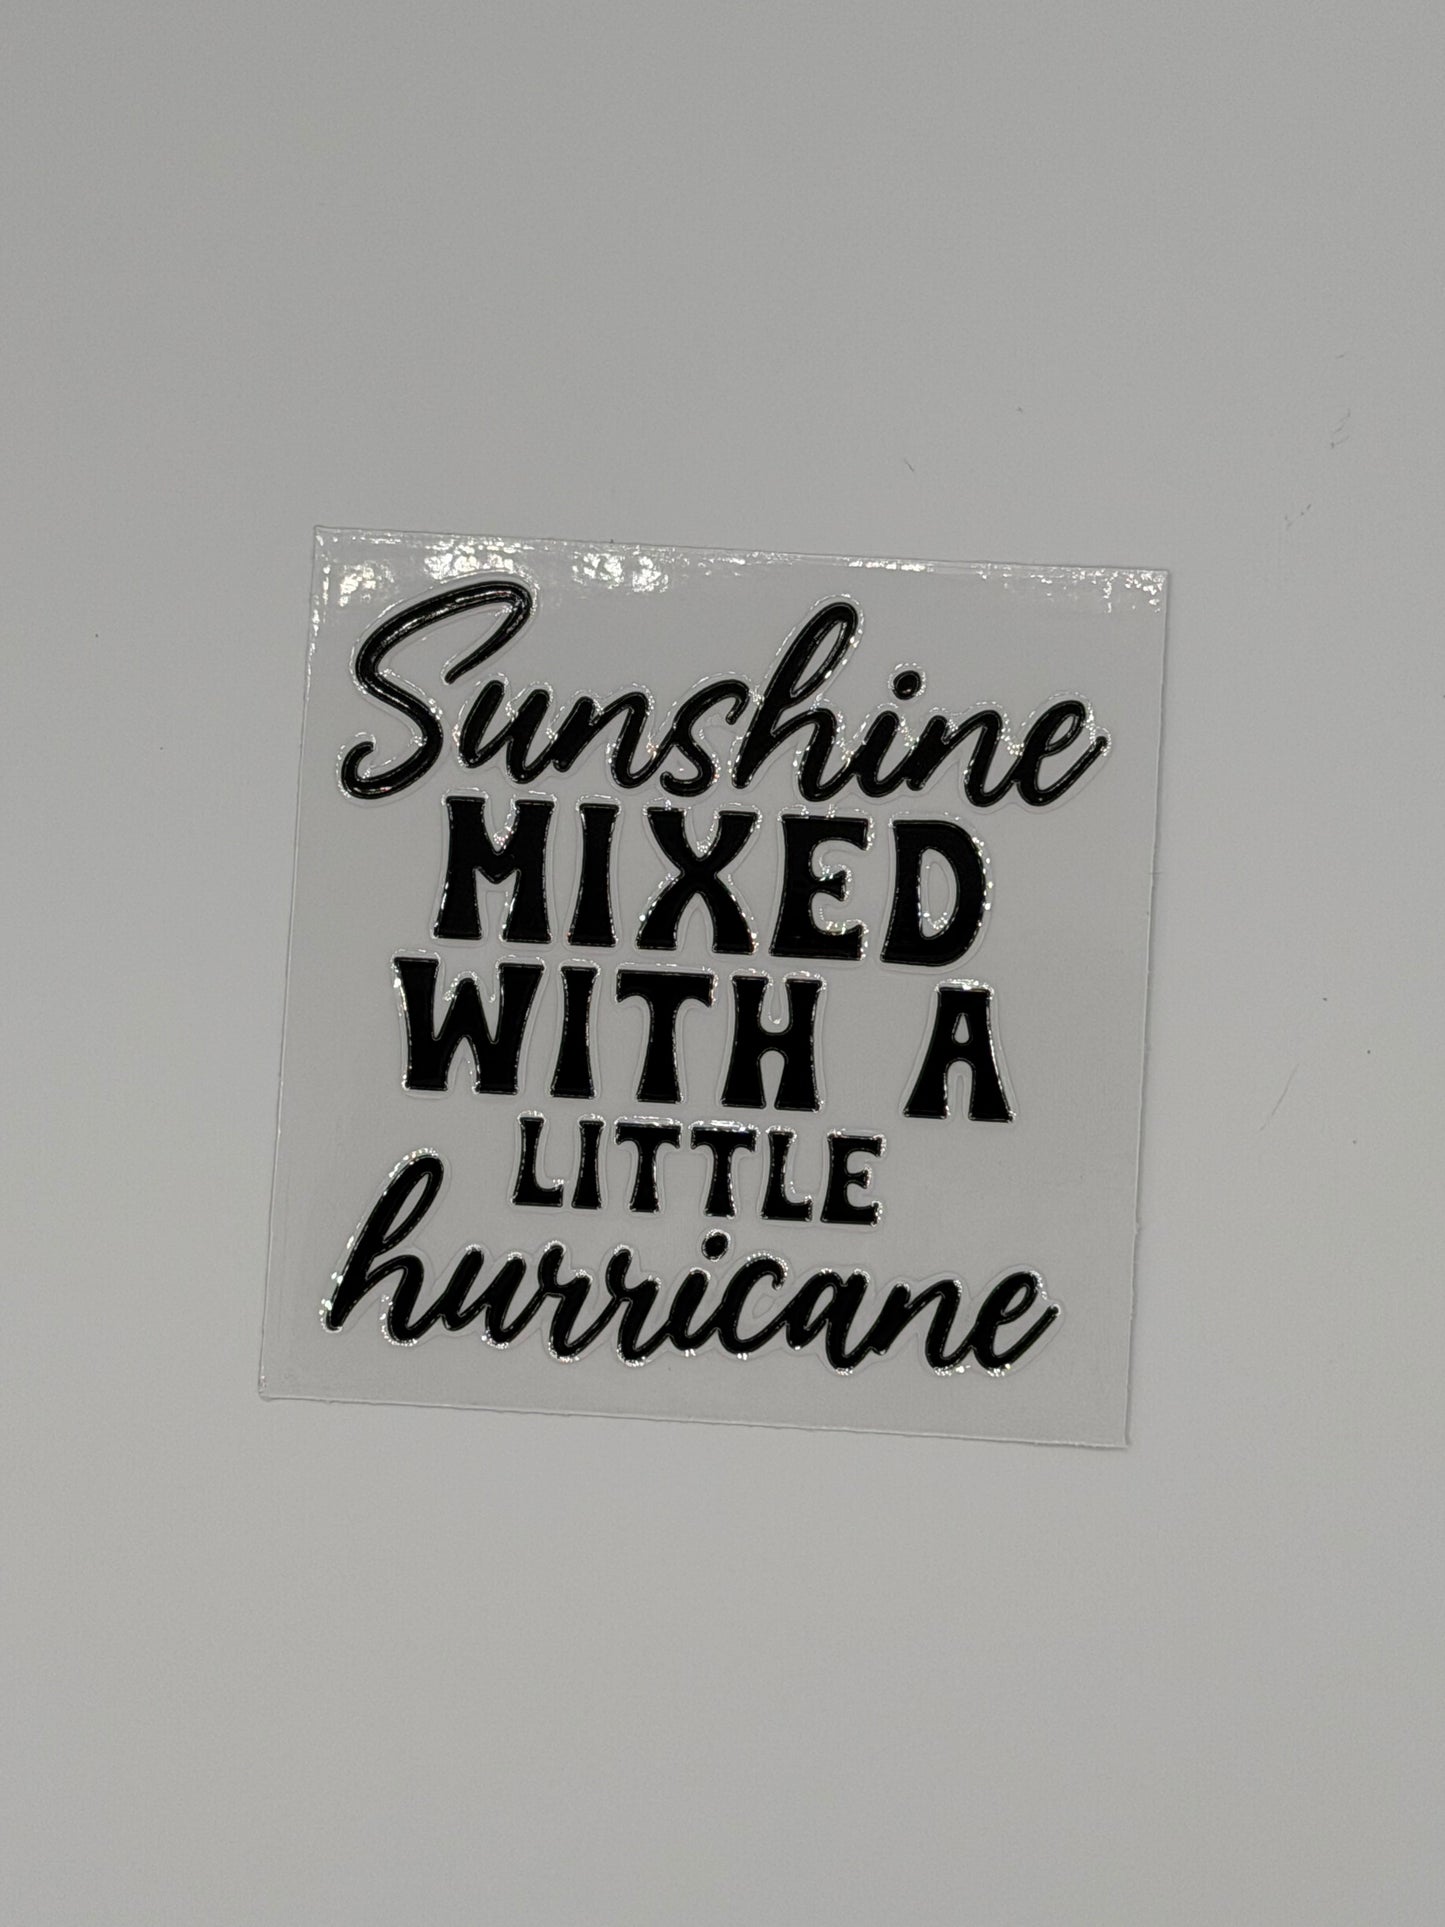 Sunshine
MIXED
WITH A
LITTLE
hurricane